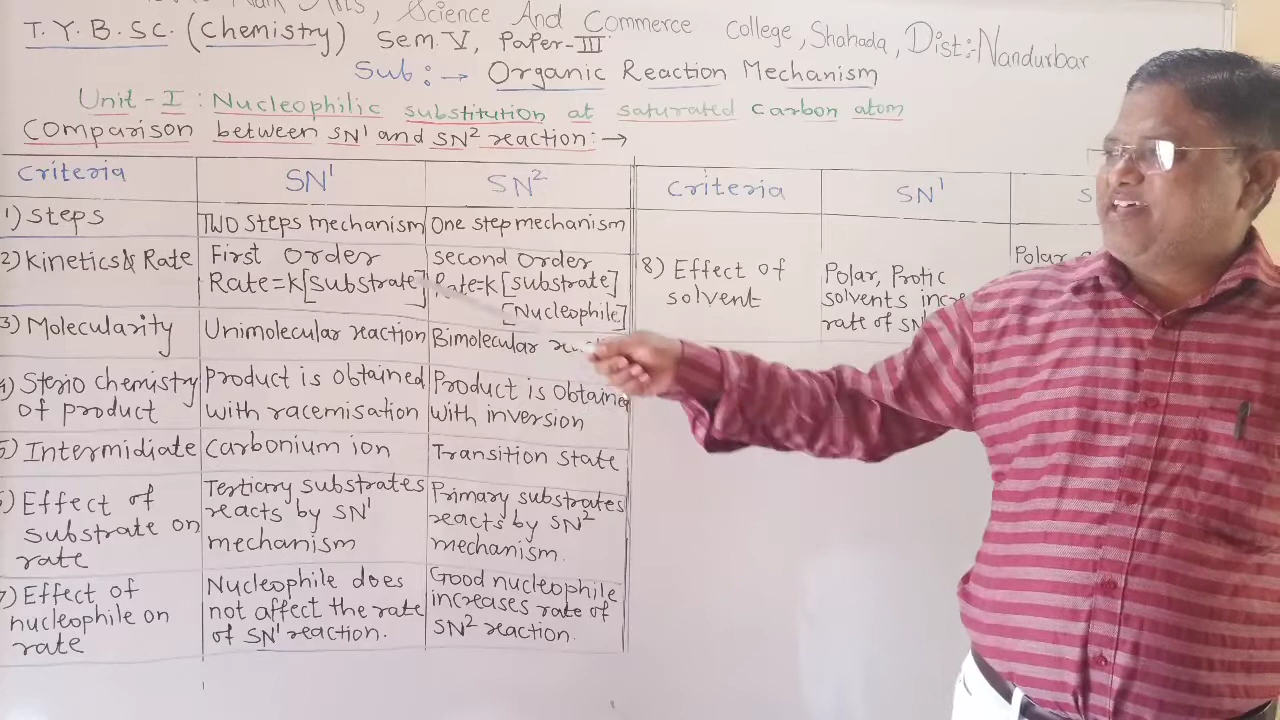 Science And Commerce College, Shahada, Dist:- Nandurbar
T. Y. B. SC. (Chemistry) Sem. V, Paper-III
Sub:→ Organic Reaction Mechanism
Unit-I: Nucleophilic substitution at saturated carbon atom
Comparison between SN¹ and SN² reaction:→
Criteria
SN¹
SN²
1) Steps
Two steps mechanism
One step mechanism
2) Kinetics & Rate
First order
Rate=k[substrate]
second order
Rate=k[substrate]
[Nucleophile]
3) Molecularity
Unimolecular reaction
Bimolecular
4) Sterio chemistry
of product
Product is obtained
with racemisation
Product is obtained
with inversion
5) Intermidiate
Carbonium ion
Transition state
6) Effect of
substrate on
rate
Tertiary substrates
reacts by SN¹
mechanism
Primary substrates
reacts by SN²
mechanism.
7) Effect of
nucleophile on
rate
Nucleophile does
not affect the rate
of SN¹ reaction.
Good nucleophile
increases rate of
SN² reaction.
Criteria
SN¹
8) Effect of
solvent
Polar, Protic
solvents
rate of
Polar